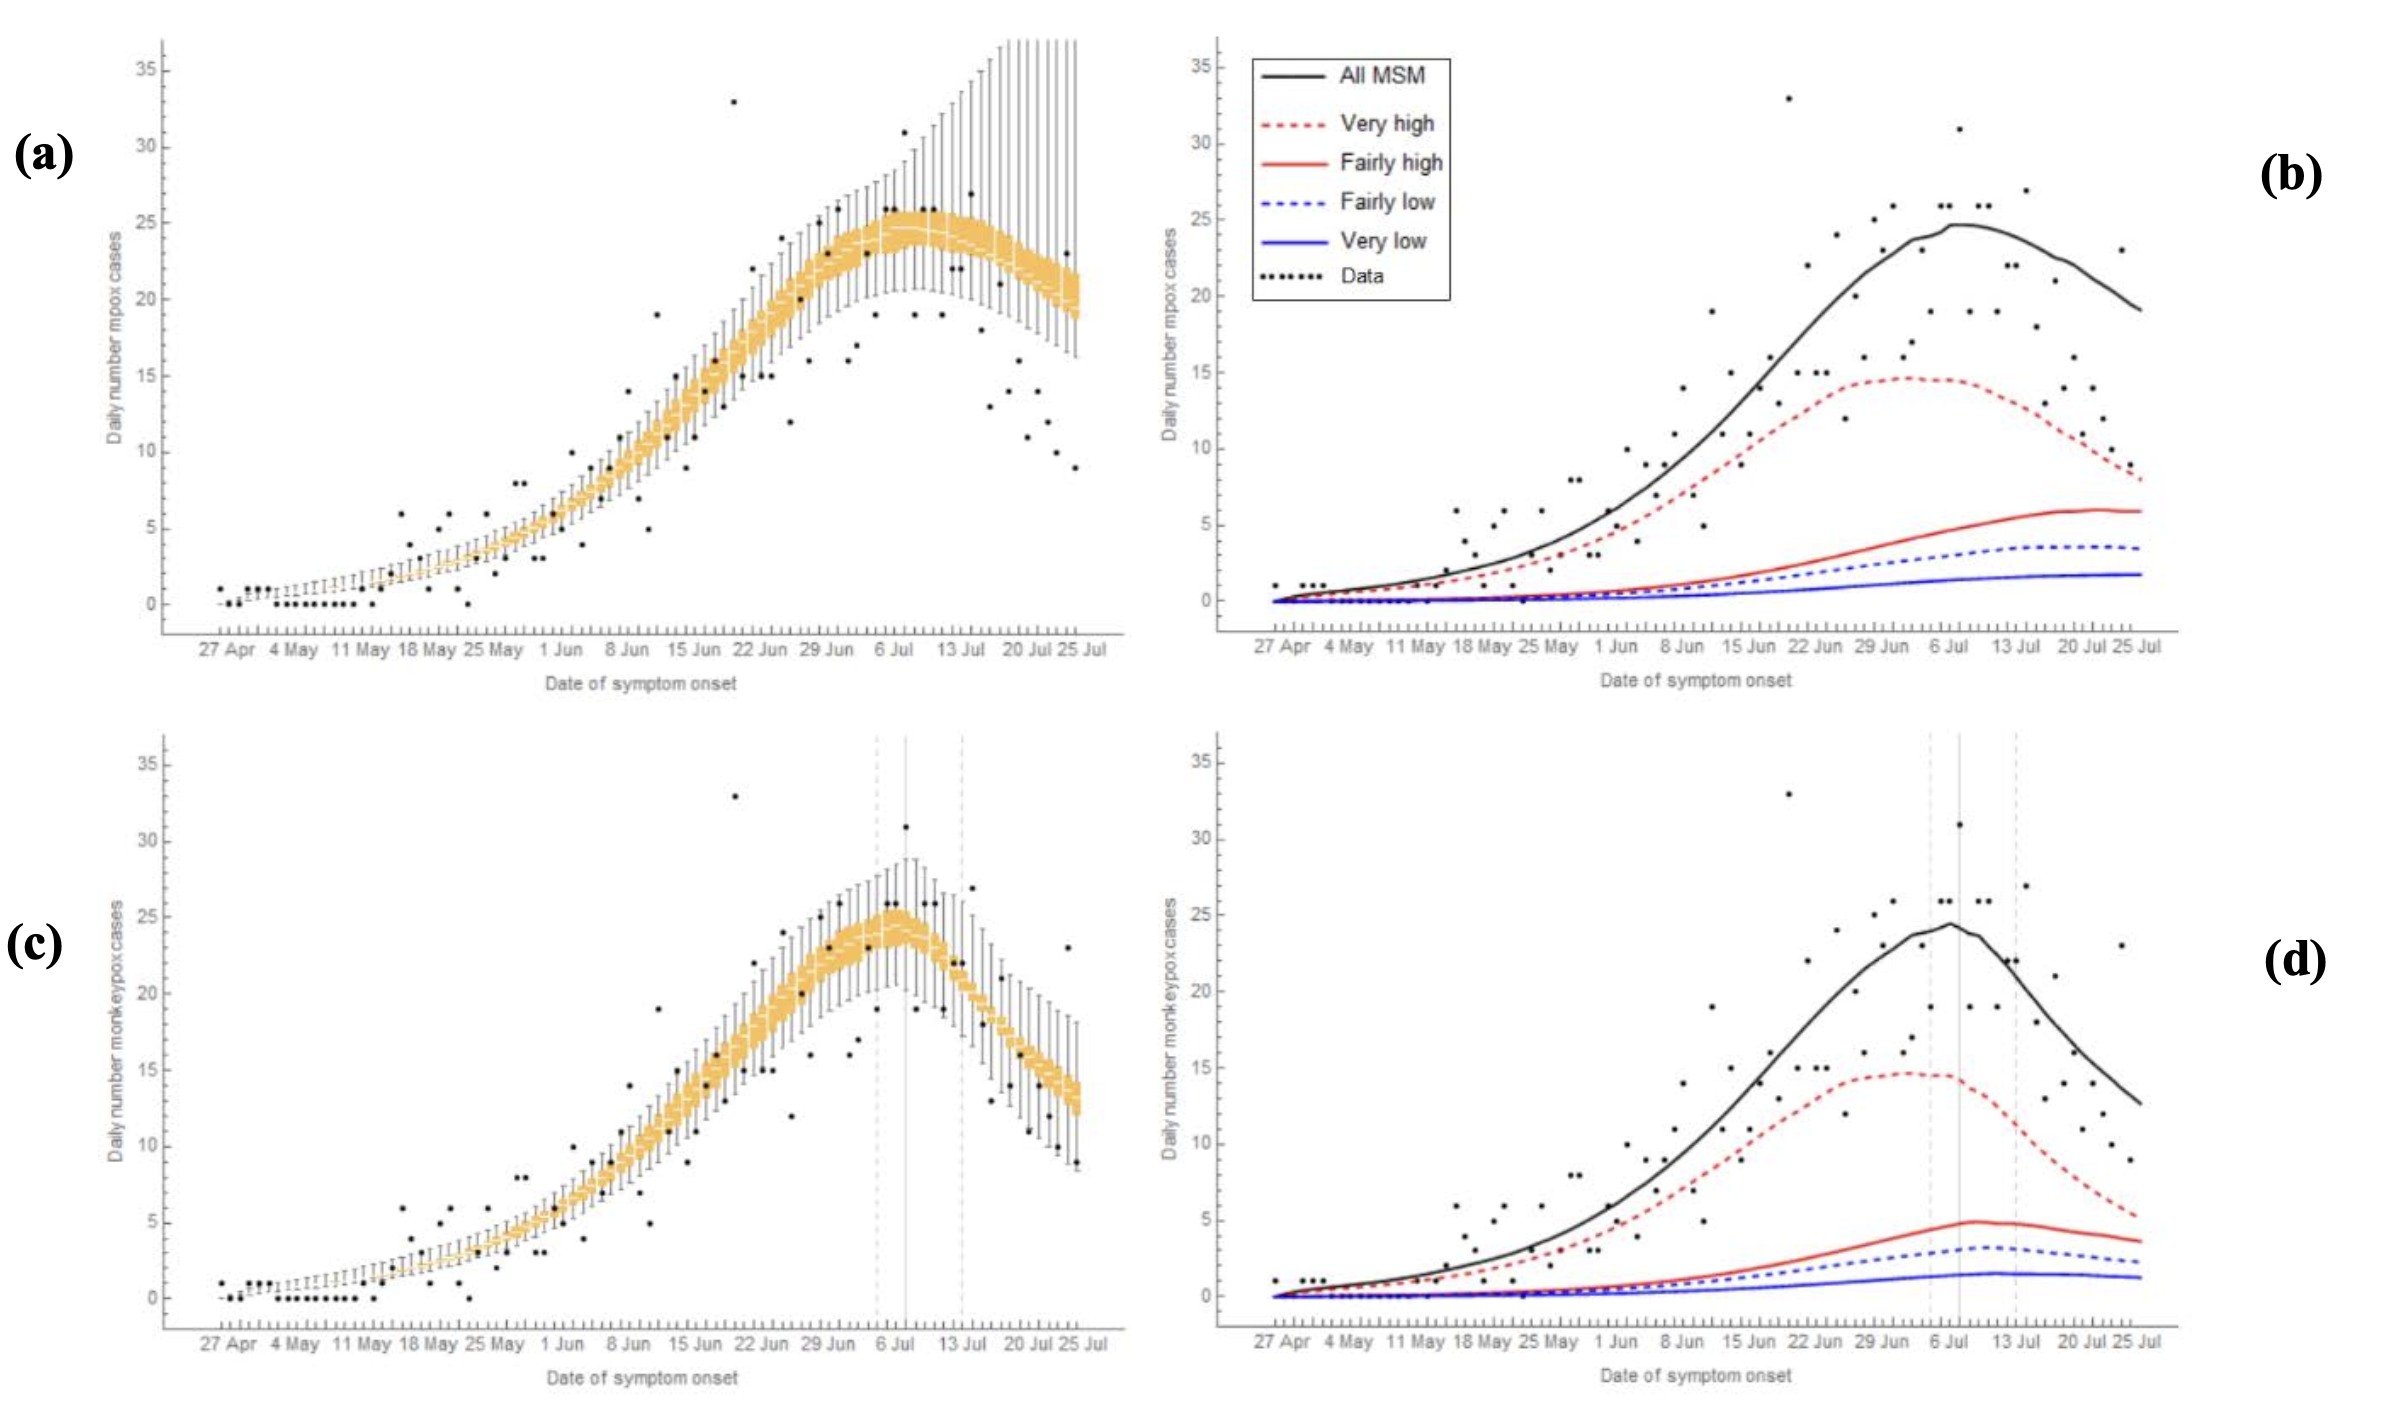 (a)
Daily number mpox cases
35
30
25
20
15
10
5
0
27 Apr 4 May 11 May 18 May 25 May 1 Jun 8 Jun 15 Jun 22 Jun 29 Jun 6 Jul 13 Jul 20 Jul 25 Jul
Date of symptom onset
(b)
Daily number mpox cases
35
30
25
20
15
10
5
0
All MSM
Very high
Fairly high
Fairly low
Very low
Data
27 Apr 4 May 11 May 18 May 25 May 1 Jun 8 Jun 15 Jun 22 Jun 29 Jun 6 Jul 13 Jul 20 Jul 25 Jul
Date of symptom onset
(c)
Daily number monkeypox cases
35
30
25
20
15
10
5
0
27 Apr 4 May 11 May 18 May 25 May 1 Jun 8 Jun 15 Jun 22 Jun 29 Jun 6 Jul 13 Jul 20 Jul 25 Jul
Date of symptom onset
(d)
Daily number monkeypox cases
35
30
25
20
15
10
5
0
27 Apr 4 May 11 May 18 May 25 May 1 Jun 8 Jun 15 Jun 22 Jun 29 Jun 6 Jul 13 Jul 20 Jul 25 Jul
Date of symptom onset